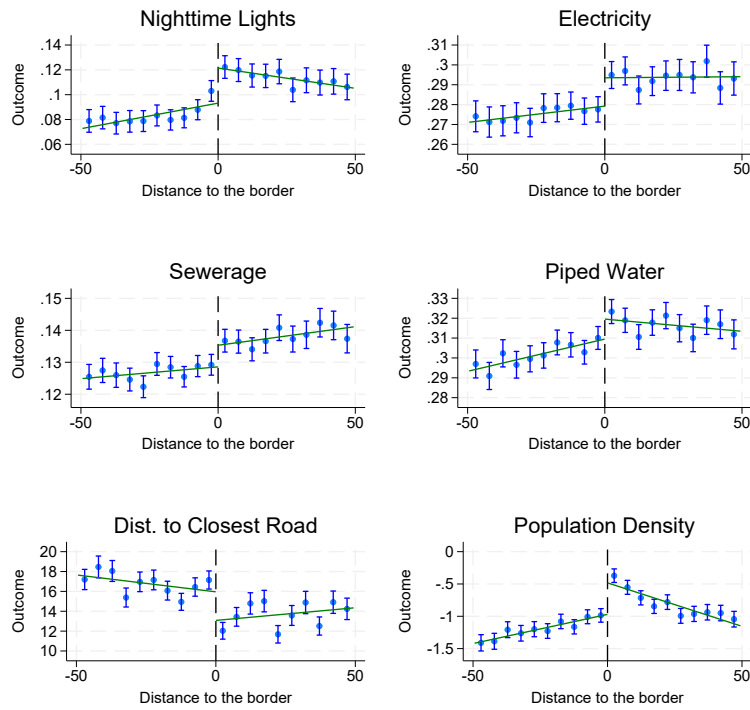 Nighttime Lights
Outcome
.14
.12
.1
.08
.06
-50
0
50
Distance to the border
Electricity
Outcome
.31
.3
.29
.28
.27
.26
-50
0
50
Distance to the border
Sewerage
Outcome
.15
.14
.13
.12
-50
0
50
Distance to the border
Piped Water
Outcome
.33
.32
.31
.3
.29
.28
-50
0
50
Distance to the border
Dist. to Closest Road
Outcome
20
18
16
14
12
10
-50
0
50
Distance to the border
Population Density
Outcome
0
-.5
-1
-1.5
-50
0
50
Distance to the border